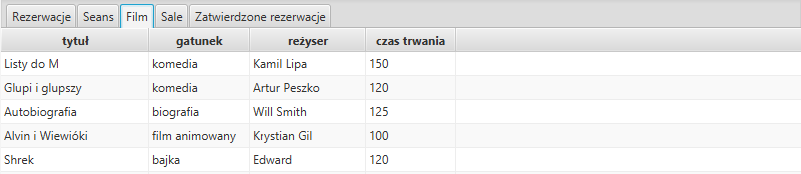 Rezerwacje Seans Film Sale Zatwierdzone rezerwacje
tytuł gatunek reżyser czas trwania
Listy do M komedia Kamil Lipa 150
Glupi i glupszy komedia Artur Peszko 120
Autobiografia biografia Will Smith 125
Alvin i Wiewióki film animowany Krystian Gil 100
Shrek bajka Edward 120